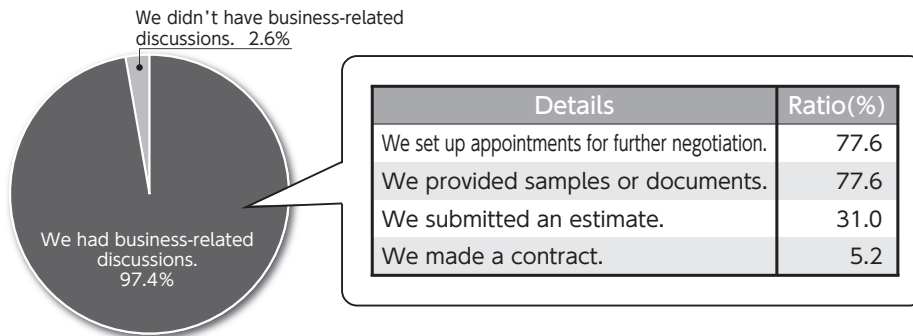 We didn't have business-related
discussions. 2.6%
We had business-related
discussions.
97.4%
Details Ratio(%)
We set up appointments for further negotiation. 77.6
We provided samples or documents. 77.6
We submitted an estimate. 31.0
We made a contract. 5.2